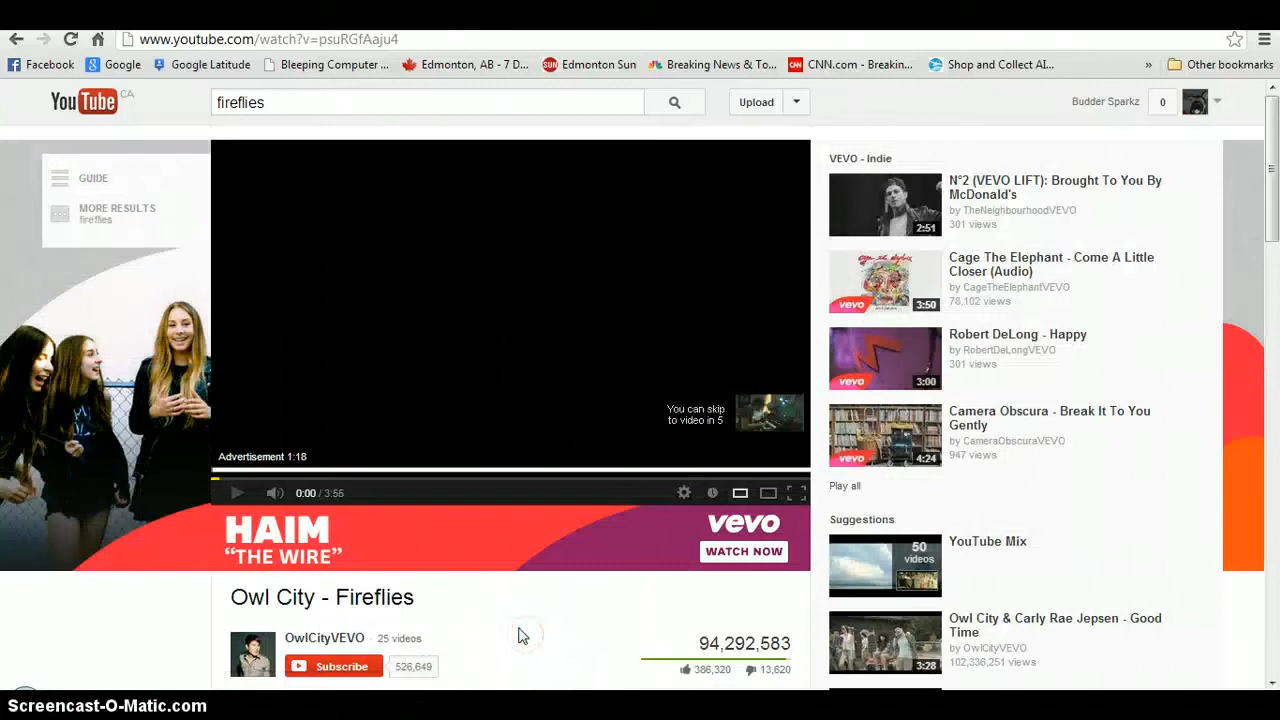 www.youtube.com/watch?v=psuRGfAaju4
Facebook
Google
Google Latitude
Bleeping Computer ...
Edmonton, AB - 7 D...
SUN
Edmonton Sun
Breaking News & To...
CNN
CNN.com - Breakin...
Shop and Collect AI...
»
Other bookmarks
YouTube CA
fireflies
Upload
Budder Sparkz
0
GUIDE
MORE RESULTS
fireflies
You can skip
to video in 5
Advertisement 1:18
0:00 / 3:55
HAIM
“THE WIRE”
vevo
WATCH NOW
Owl City - Fireflies
OwlCityVEVO · 25 videos
Subscribe
526,649
94,292,583
386,320
13,620
VEVO - Indie
2:51
N°2 (VEVO LIFT): Brought To You By
McDonald's
by TheNeighbourhoodVEVO
301 views
vevo
3:50
Cage The Elephant - Come A Little
Closer (Audio)
by CageTheElephantVEVO
78,102 views
vevo
3:00
Robert DeLong - Happy
by RobertDeLongVEVO
301 views
vevo
4:24
Camera Obscura - Break It To You
Gently
by CameraObscuraVEVO
947 views
Play all
Suggestions
50
videos
YouTube Mix
3:28
Owl City & Carly Rae Jepsen - Good
Time
by OwlCityVEVO
102,336,251 views
Screencast-O-Matic.com